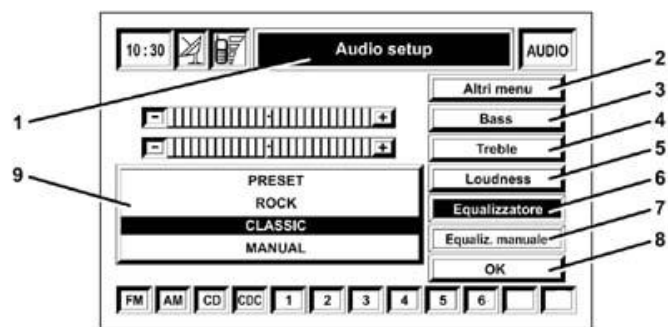 10:30 Audio setup AUDIO
1
2
3
4
5
6
7
8
9
Altri menu
Bass
Treble
Loudness
Equalizzatore
Equaliz. manuale
OK
- +
- +
PRESET
ROCK
CLASSIC
MANUAL
FM AM CD CDC 1 2 3 4 5 6